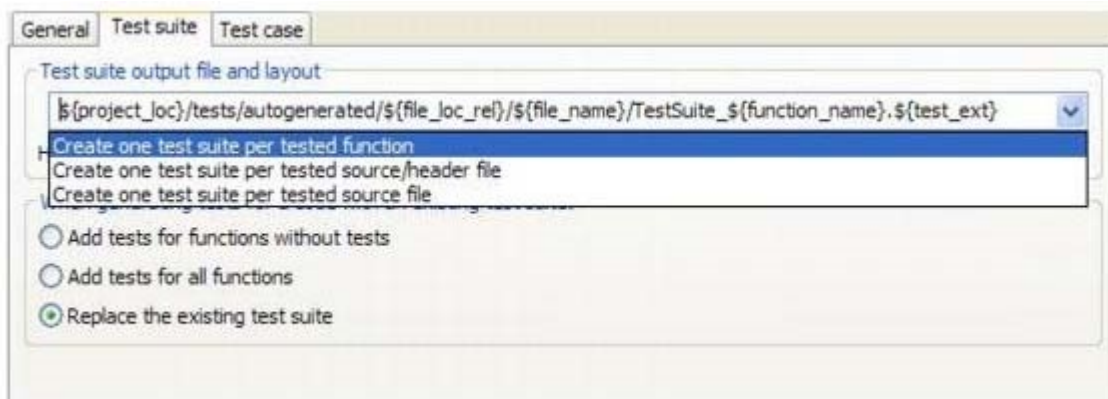 General Test suite Test case
Test suite output file and layout
${project_loc}/tests/autogenerated/${file_loc_rel}/${file_name}/TestSuite_${function_name}.${test_ext}
Create one test suite per tested function
Create one test suite per tested source/header file
Create one test suite per tested source file
Add tests for functions without tests
Add tests for all functions
Replace the existing test suite